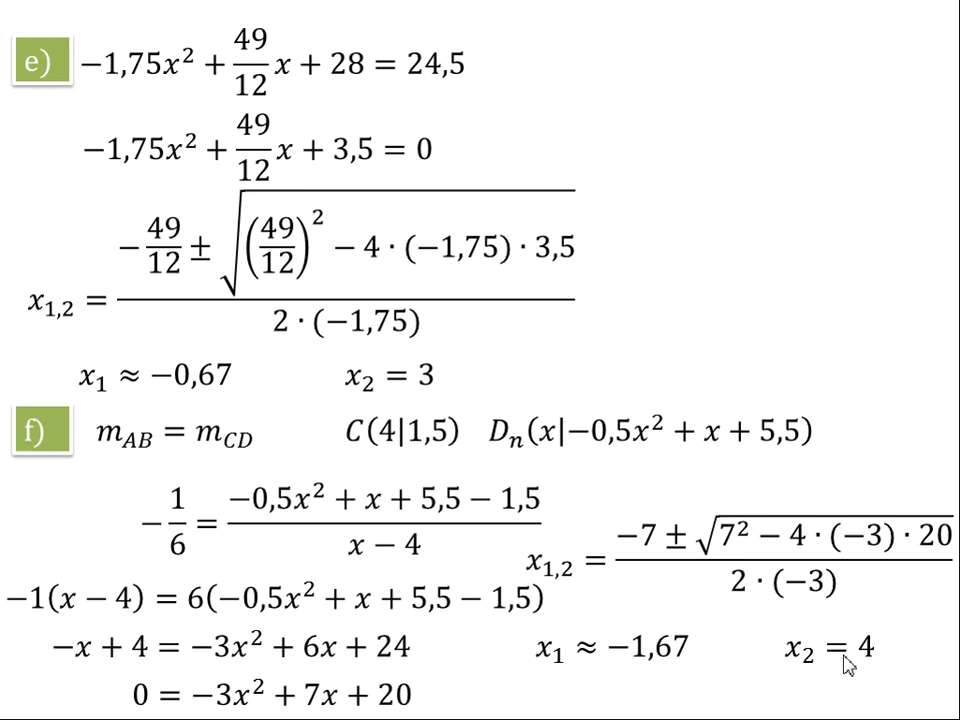 e) −1,75x² + 49/12 x + 28 = 24,5
−1,75x² + 49/12 x + 3,5 = 0
x₁,₂ = (−49/12 ± √((49/12)² − 4 · (−1,75) · 3,5)) / (2 · (−1,75))
x₁ ≈ −0,67 x₂ = 3
f) m_AB = m_CD C(4|1,5) Dₙ(x|−0,5x² + x + 5,5)
−1/6 = (−0,5x² + x + 5,5 − 1,5) / (x − 4)
−1(x − 4) = 6(−0,5x² + x + 5,5 − 1,5)
−x + 4 = −3x² + 6x + 24
0 = −3x² + 7x + 20
x₁,₂ = (−7 ± √(7² − 4 · (−3) · 20)) / (2 · (−3))
x₁ ≈ −1,67 x₂ = 4